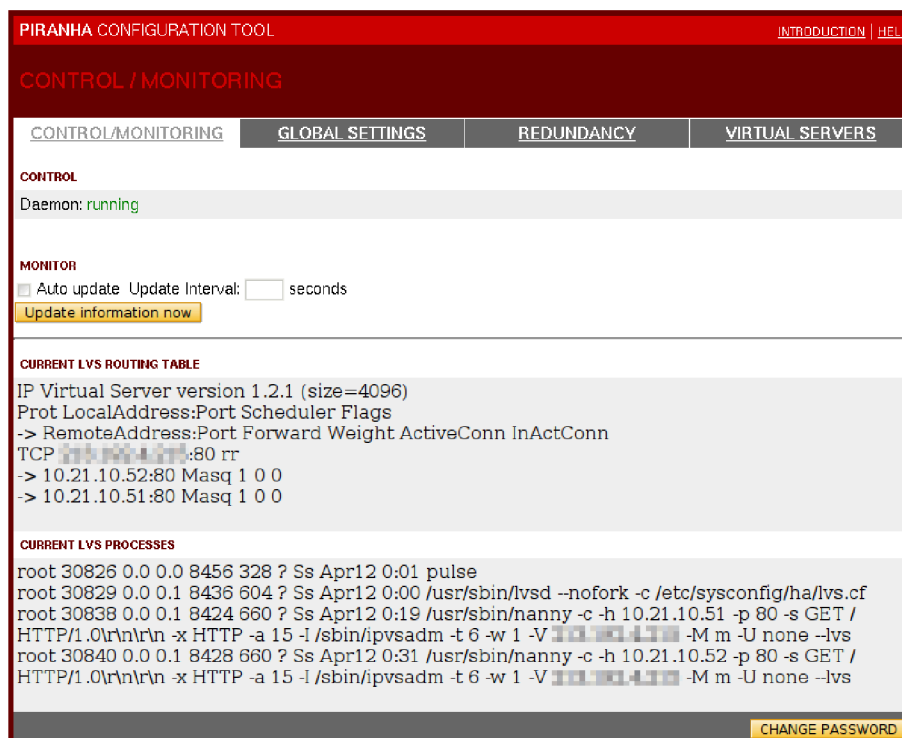 PIRANHA CONFIGURATION TOOL INTRODUCTION | HEL
CONTROL / MONITORING
CONTROL/MONITORING GLOBAL SETTINGS REDUNDANCY VIRTUAL SERVERS
CONTROL
Daemon: running
MONITOR
Auto update Update Interval: seconds
Update information now
CURRENT LVS ROUTING TABLE
IP Virtual Server version 1.2.1 (size=4096)
Prot LocalAddress:Port Scheduler Flags
-> RemoteAddress:Port Forward Weight ActiveConn InActConn
TCP :80 rr
-> 10.21.10.52:80 Masq 1 0 0
-> 10.21.10.51:80 Masq 1 0 0
CURRENT LVS PROCESSES
root 30826 0.0 0.0 8456 328 ? Ss Apr12 0:01 pulse
root 30829 0.0 0.1 8436 604 ? Ss Apr12 0:00 /usr/sbin/lvsd --nofork -c /etc/sysconfig/ha/lvs.cf
root 30838 0.0 0.1 8424 660 ? Ss Apr12 0:19 /usr/sbin/nanny -c -h 10.21.10.51 -p 80 -s GET /
HTTP/1.0\r\n\r\n -x HTTP -a 15 -I /sbin/ipvsadm -t 6 -w 1 -V -M m -U none --lvs
root 30840 0.0 0.1 8428 660 ? Ss Apr12 0:31 /usr/sbin/nanny -c -h 10.21.10.52 -p 80 -s GET /
HTTP/1.0\r\n\r\n -x HTTP -a 15 -I /sbin/ipvsadm -t 6 -w 1 -V -M m -U none --lvs
CHANGE PASSWORD